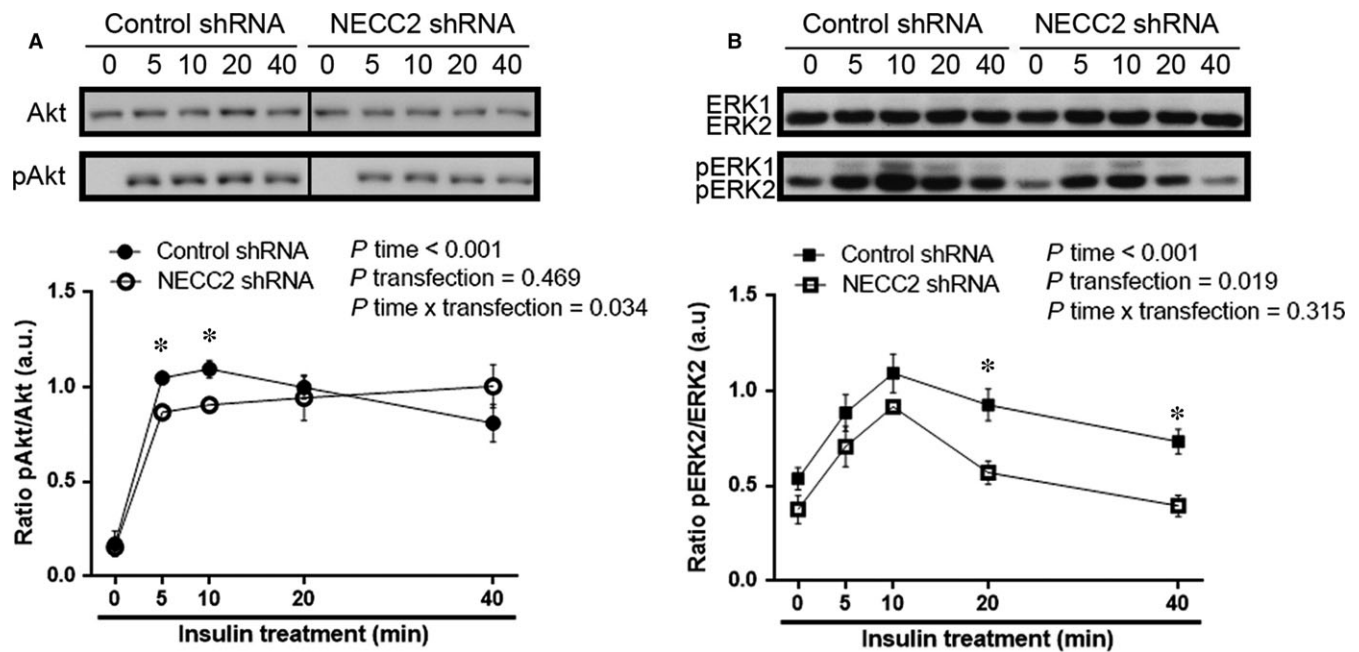 A
Control shRNA NECC2 shRNA
0 5 10 20 40 0 5 10 20 40
Akt
pAkt
Control shRNA
NECC2 shRNA
P time < 0.001
P transfection = 0.469
P time x transfection = 0.034
* *
Ratio pAkt/Akt (a.u.)
1.5
1.0
0.5
0.0
0 5 10 20 40
Insulin treatment (min)
B
Control shRNA NECC2 shRNA
0 5 10 20 40 0 5 10 20 40
ERK1
ERK2
pERK1
pERK2
Control shRNA
NECC2 shRNA
P time < 0.001
P transfection = 0.019
P time x transfection = 0.315
* *
Ratio pERK2/ERK2 (a.u)
1.5
1.0
0.5
0.0
0 5 10 20 40
Insulin treatment (min)